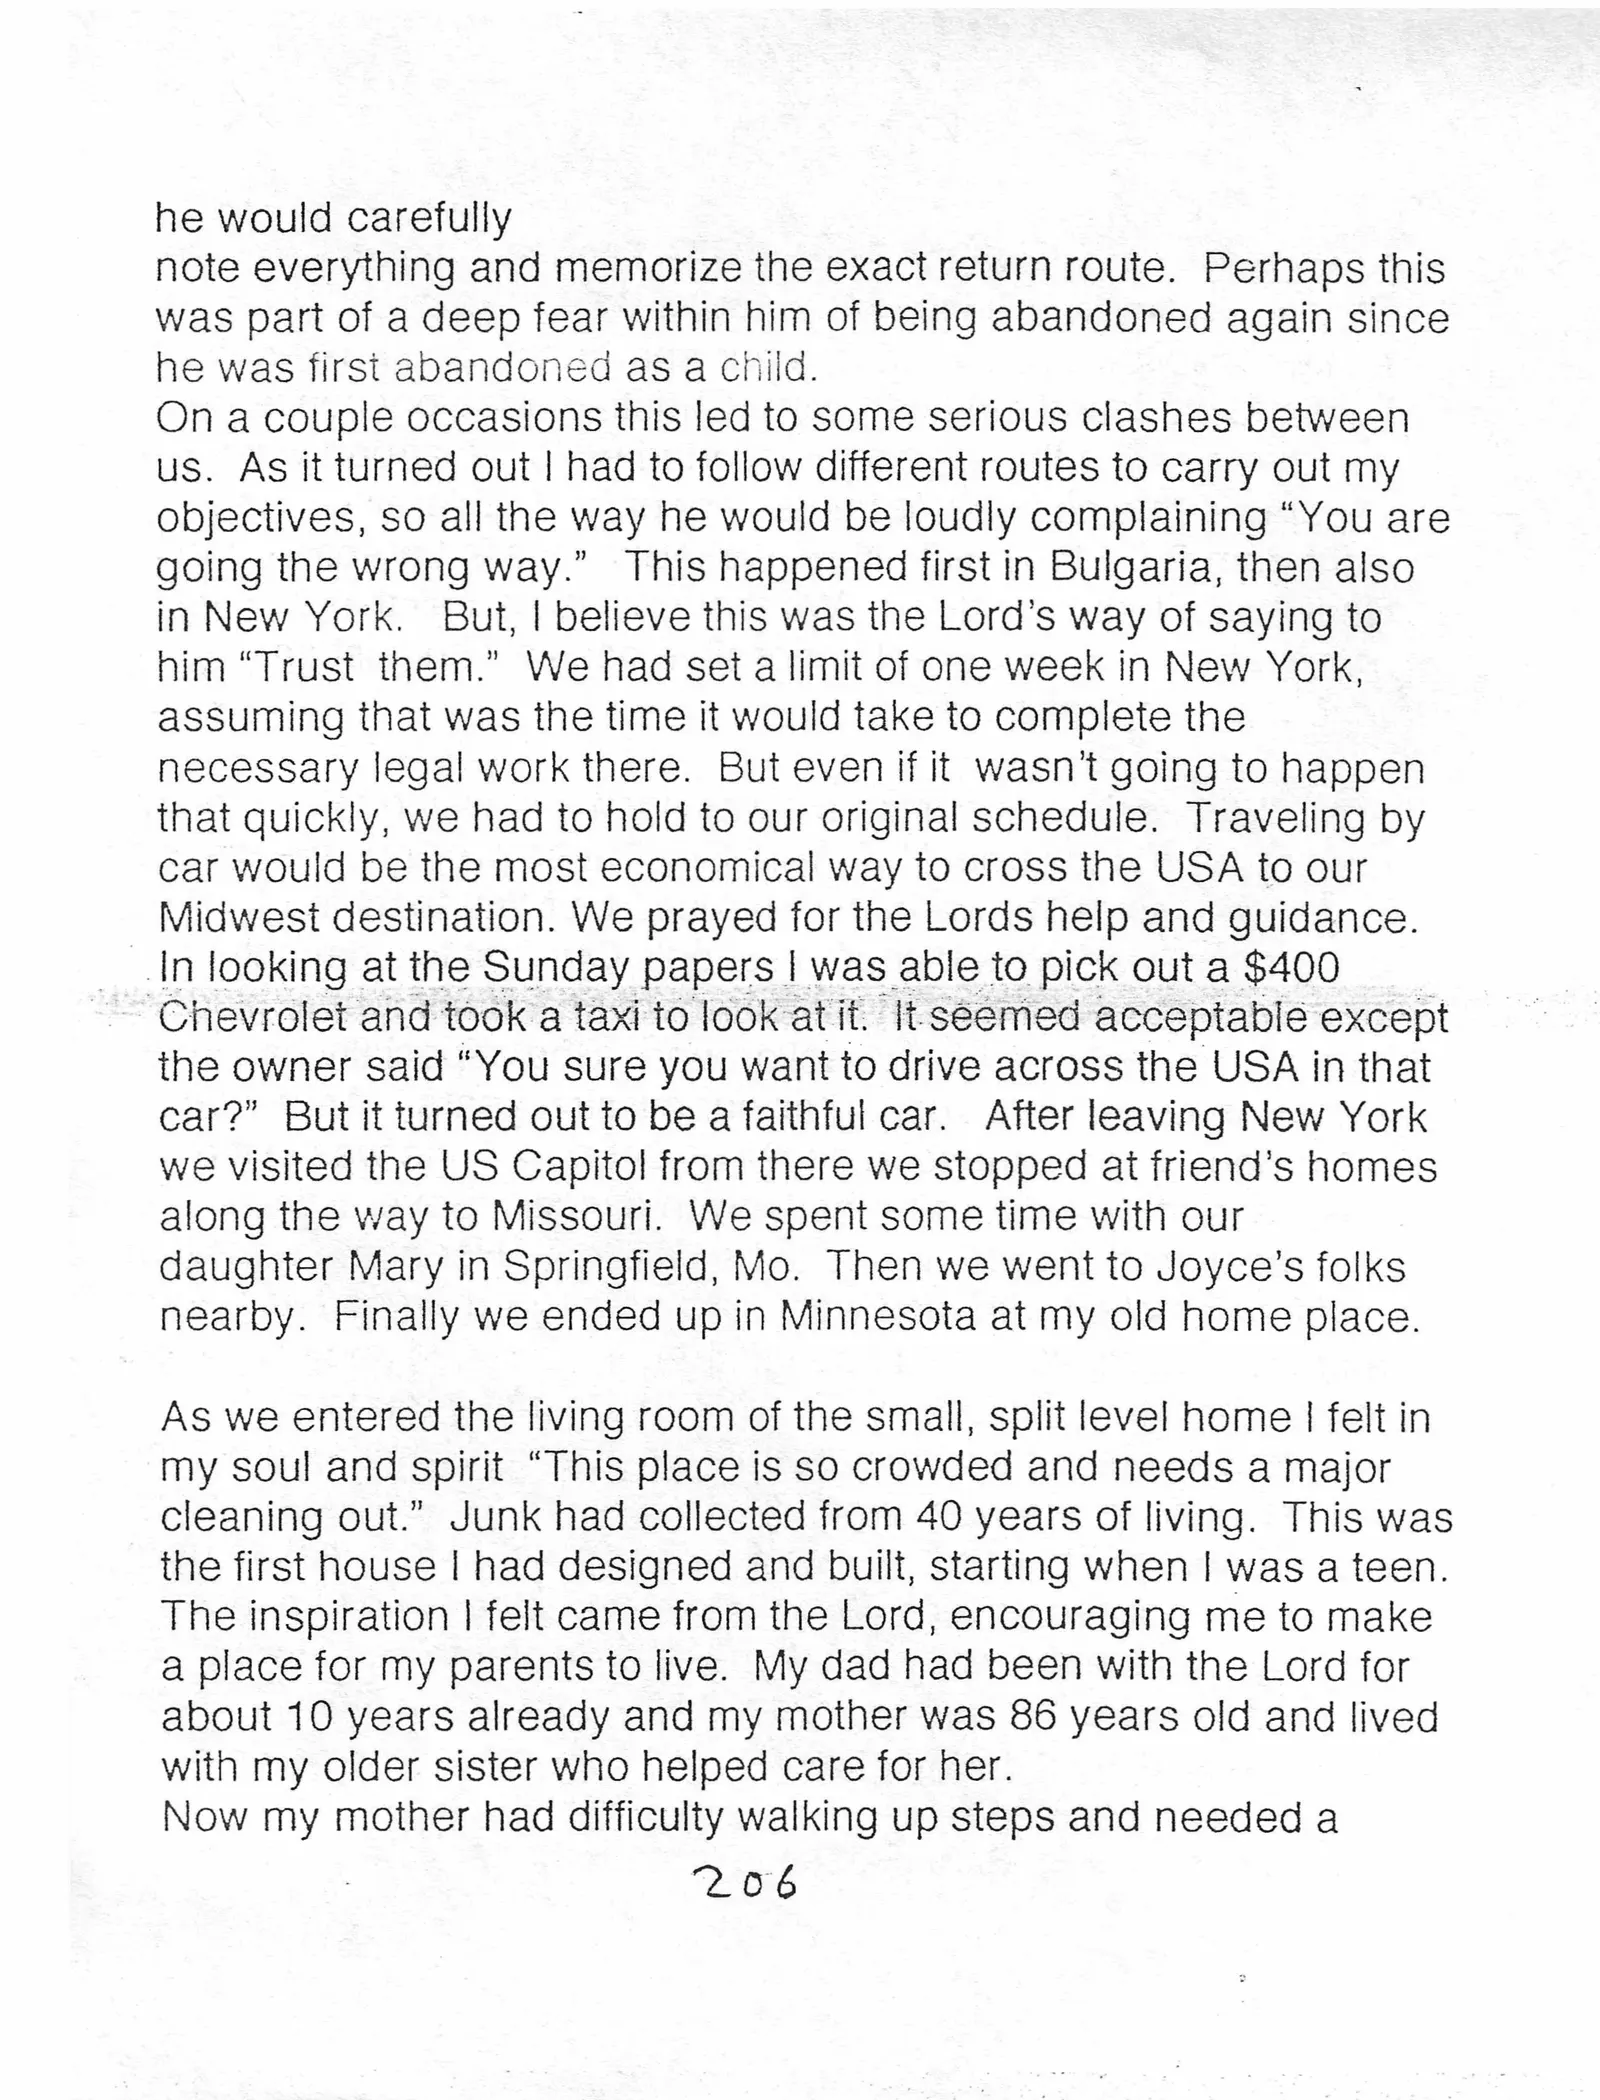 he would carefully
note everything and memorize the exact return route.  Perhaps this
was part of a deep fear within him of being abandoned again since
he was first abandoned as a child.
On a couple occasions this led to some serious clashes between
us.  As it turned out I had to follow different routes to carry out my
objectives, so all the way he would be loudly complaining “You are
going the wrong way.”   This happened first in Bulgaria, then also
in New York.   But, I believe this was the Lord’s way of saying to
him “Trust  them.”  We had set a limit of one week in New York,
assuming that was the time it would take to complete the
necessary legal work there.  But even if it  wasn’t going to happen
that quickly, we had to hold to our original schedule.  Traveling by
car would be the most economical way to cross the USA to our
Midwest destination. We prayed for the Lords help and guidance.
In looking at the Sunday papers I was able to pick out a $400
Chevrolet and took a taxi to look at it.  It seemed acceptable except
the owner said “You sure you want to drive across the USA in that
car?”  But it turned out to be a faithful car.   After leaving New York
we visited the US Capitol from there we stopped at friend’s homes
along the way to Missouri.  We spent some time with our
daughter Mary in Springfield, Mo.  Then we went to Joyce’s folks
nearby.  Finally we ended up in Minnesota at my old home place.
As we entered the living room of the small, split level home I felt in
my soul and spirit  “This place is so crowded and needs a major
cleaning out.”  Junk had collected from 40 years of living.  This was
the first house I had designed and built, starting when I was a teen.
The inspiration I felt came from the Lord, encouraging me to make
a place for my parents to live.  My dad had been with the Lord for
about 10 years already and my mother was 86 years old and lived
with my older sister who helped care for her.
Now my mother had difficulty walking up steps and needed a
206